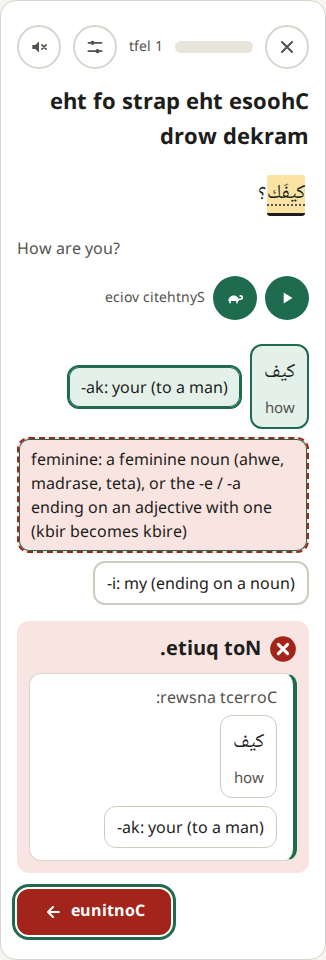 1 tfel
eht fo strap eht esoohC
drow dekram
كيفَك؟
How are you?
eciov citehtnyS
كيف
how
-ak: your (to a man)
feminine: a feminine noun (ahwe,
madrase, teta), or the -e / -a
ending on an adjective with one
(kbir becomes kbire)
-i: my (ending on a noun)
.etiuq toN
:rewsna tcerroC
كيف
how
-ak: your (to a man)
← eunitnoC